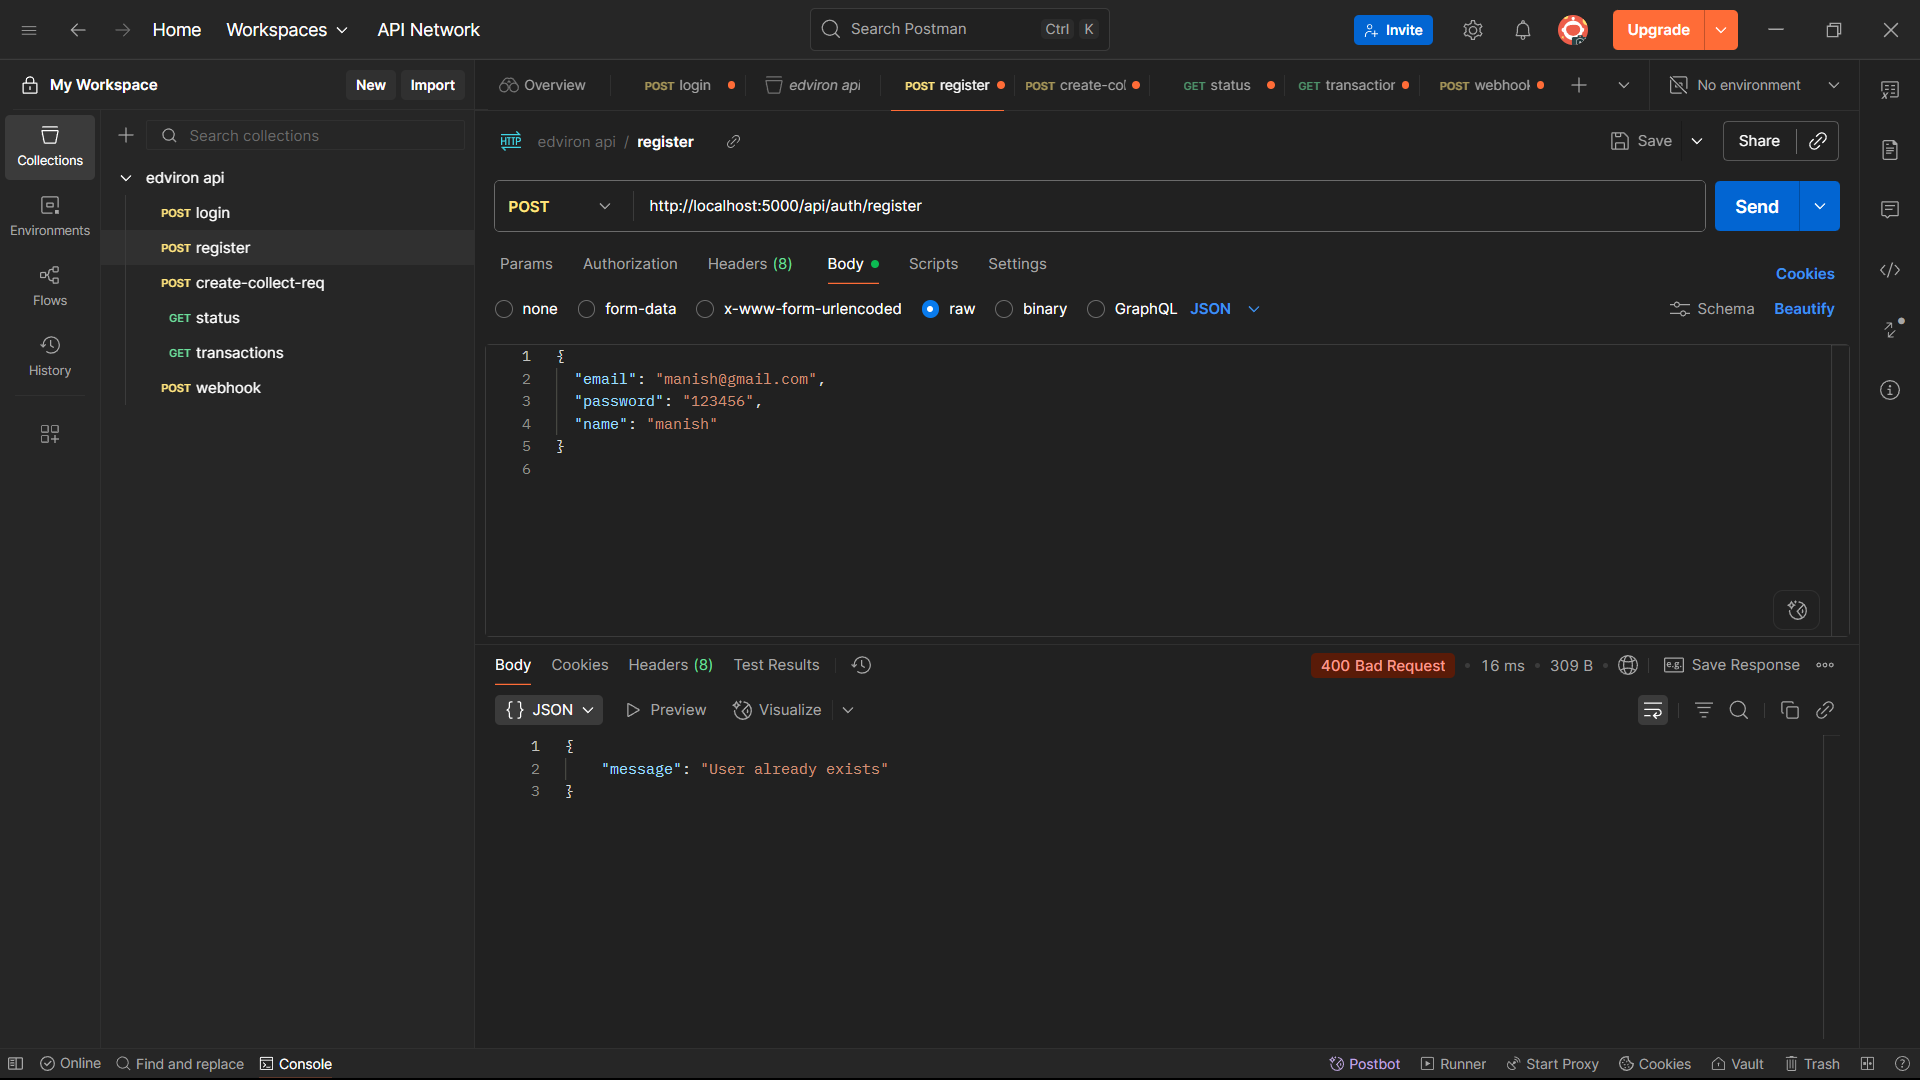 Home Workspaces API Network Search Postman Ctrl K Invite Upgrade
My Workspace New Import Overview POST login edviron api POST register POST create-col GET status GET transaction POST webhook No environment
Collections
Search collections
edviron api / register Save Share
edviron api
POST login
POST register
POST create-collect-req
GET status
GET transactions
POST webhook
Environments
Flows
History
POST http://localhost:5000/api/auth/register Send
Params Authorization Headers (8) Body Scripts Settings Cookies
none form-data x-www-form-urlencoded raw binary GraphQL JSON Schema Beautify
1 {
2 "email": "manish@gmail.com",
3 "password": "123456",
4 "name": "manish"
5 }
6
Body Cookies Headers (8) Test Results 400 Bad Request • 16 ms • 309 B • e.g. Save Response
{} JSON Preview Visualize
1 {
2 "message": "User already exists"
3 }
Online Find and replace Console Postbot Runner Start Proxy Cookies Vault Trash